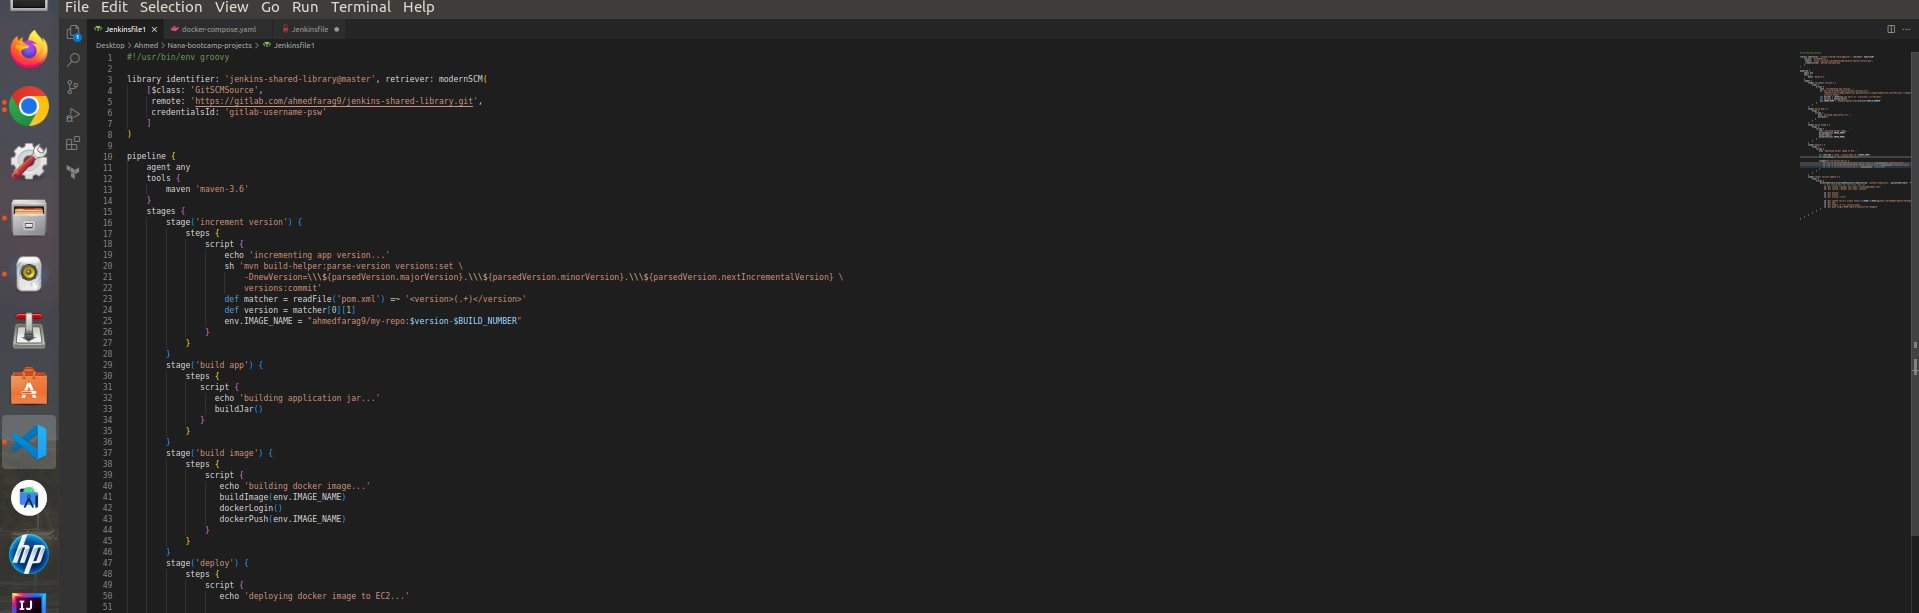 File Edit Selection View Go Run Terminal Help
Jenkinsfile1 docker-compose.yaml Jenkinsfile
Desktop > Ahmed > Nana-bootcamp-projects > Jenkinsfile1
1 #!/usr/bin/env groovy
2
3 library identifier: 'jenkins-shared-library@master', retriever: modernSCM(
4 [$class: 'GitSCMSource',
5 remote: 'https://gitlab.com/ahmedfarag9/jenkins-shared-library.git',
6 credentialsId: 'gitlab-username-psw'
7 ]
8 )
9
10 pipeline {
11 agent any
12 tools {
13 maven 'maven-3.6'
14 }
15 stages {
16 stage('increment version') {
17 steps {
18 script {
19 echo 'incrementing app version...'
20 sh 'mvn build-helper:parse-version versions:set \
21 -DnewVersion=\\\${parsedVersion.majorVersion}.\\\${parsedVersion.minorVersion}.\\\${parsedVersion.nextIncrementalVersion} \
22 versions:commit'
23 def matcher = readFile('pom.xml') =~ '<version>(.+)</version>'
24 def version = matcher[0][1]
25 env.IMAGE_NAME = "ahmedfarag9/my-repo:$version-$BUILD_NUMBER"
26 }
27 }
28 }
29 stage('build app') {
30 steps {
31 script {
32 echo 'building application jar...'
33 buildJar()
34 }
35 }
36 }
37 stage('build image') {
38 steps {
39 script {
40 echo 'building docker image...'
41 buildImage(env.IMAGE_NAME)
42 dockerLogin()
43 dockerPush(env.IMAGE_NAME)
44 }
45 }
46 }
47 stage('deploy') {
48 steps {
49 script {
50 echo 'deploying docker image to EC2...'
51
A
AI
hp
IJ